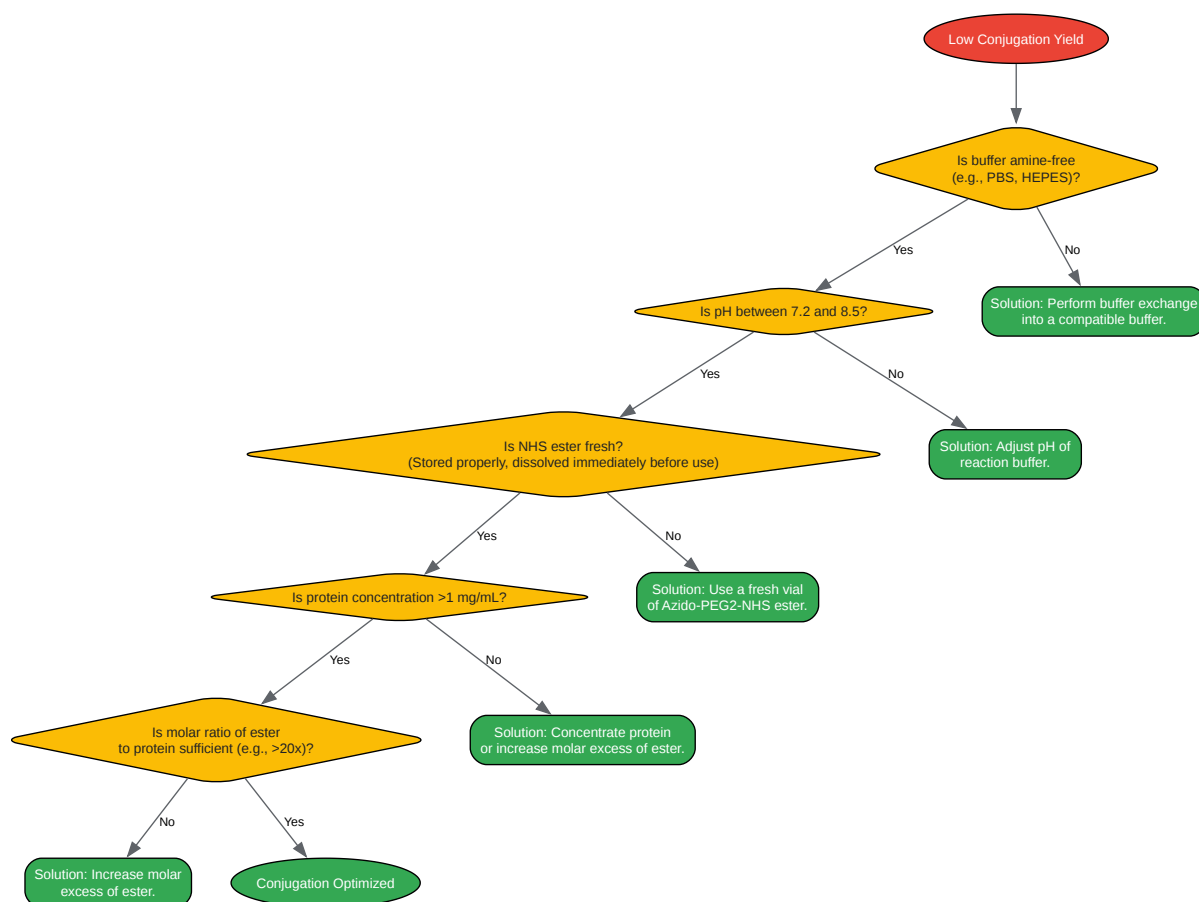 Low Conjugation Yield
Is buffer amine-free
(e.g., PBS, HEPES)?
Yes
No
Is pH between 7.2 and 8.5?
Solution: Perform buffer exchange
into a compatible buffer.
Yes
No
Is NHS ester fresh?
(Stored properly, dissolved immediately before use)
Solution: Adjust pH of
reaction buffer.
Yes
No
Is protein concentration >1 mg/mL?
Solution: Use a fresh vial
of Azido-PEG2-NHS ester.
Yes
No
Is molar ratio of ester
to protein sufficient (e.g., >20x)?
Solution: Concentrate protein
or increase molar excess of ester.
No
Yes
Solution: Increase molar
excess of ester.
Conjugation Optimized